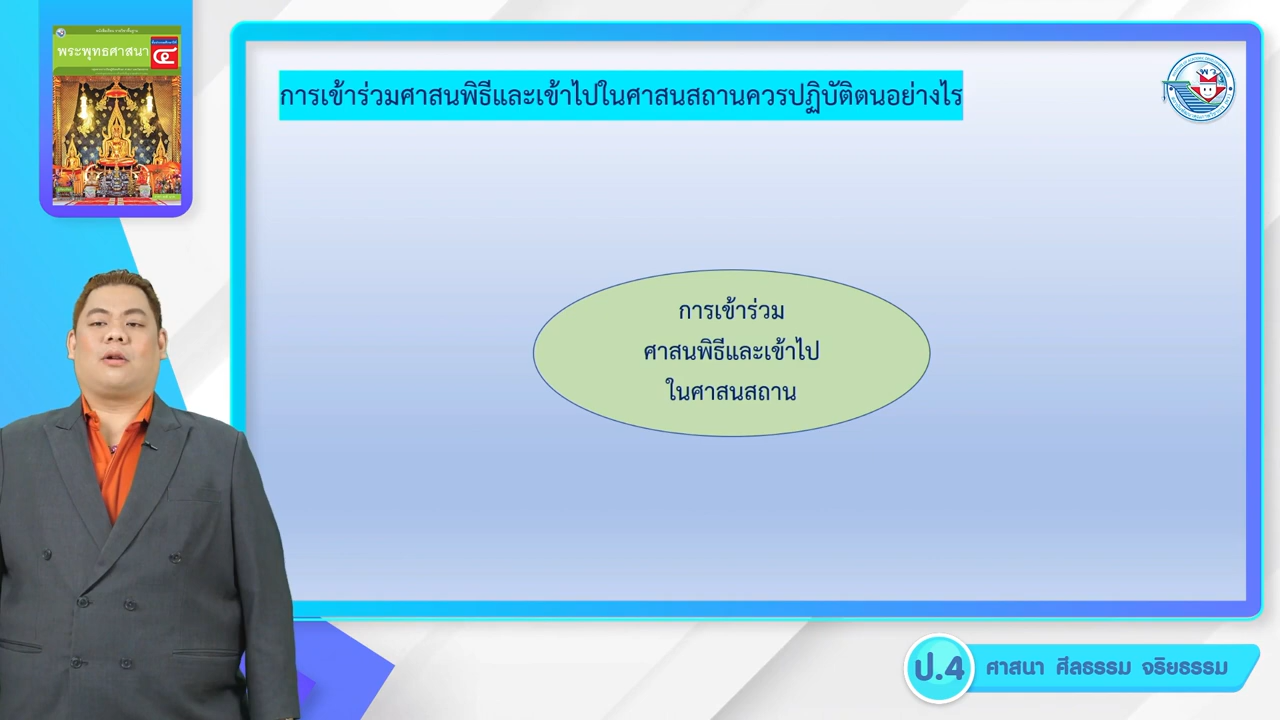 พระพุทธศาสนา
๔
การเข้าร่วมศาสนพิธีและเข้าไปในศาสนสถานควรปฏิบัติตนอย่างไร
พว
การเข้าร่วม
ศาสนพิธีและเข้าไป
ในศาสนสถาน
ป.4 ศาสนา ศีลธรรม จริยธรรม